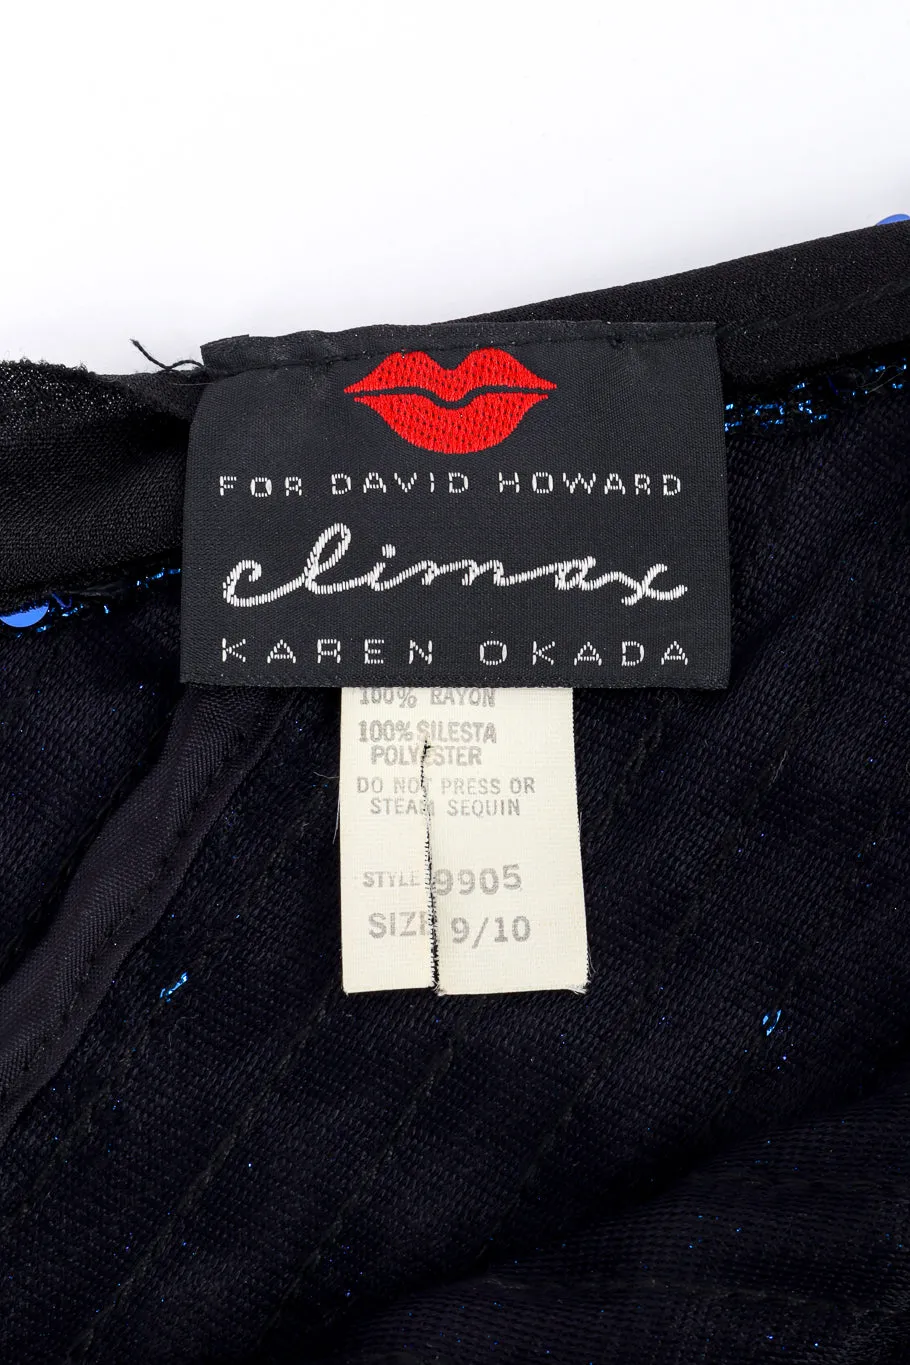 FOR DAVID HOWARD
climax
KAREN OKADA
100% RAYON
100% SILESTA
POLYESTER
DO NOT PRESS OR
STEAM SEQUIN
STYLE 9905
SIZE 9/10